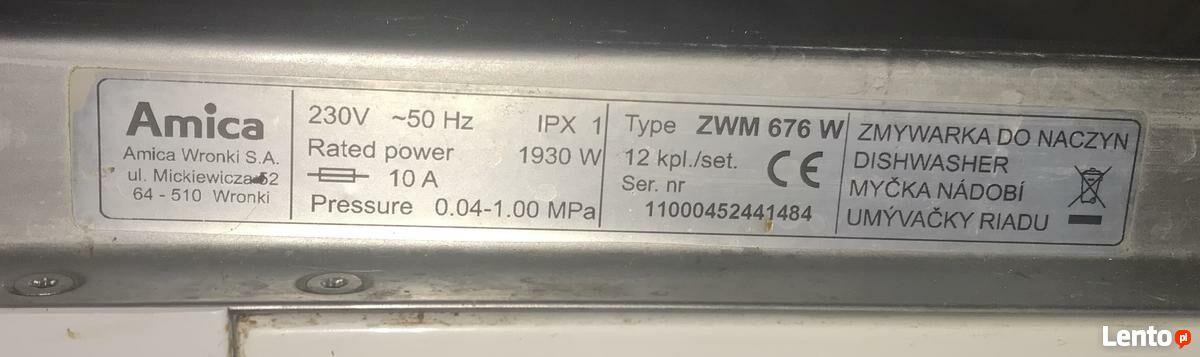 Amica
Amica Wronki S.A.
ul. Mickiewicza 52
64 - 510 Wronki
230V ~50 Hz IPX 1
Rated power 1930 W
10 A
Pressure 0.04-1.00 MPa
Type ZWM 676 W
12 kpl./set. CE
Ser. nr
11000452441484
ZMYWARKA DO NACZYN
DISHWASHER
MYČKA NÁDOBÍ
UMÝVAČKY RIADU
Lento.pl